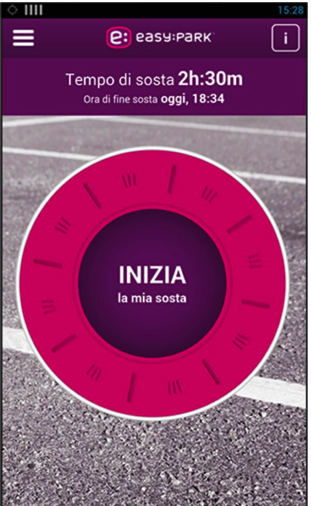 15:28
e: easy:PARK
i
Tempo di sosta 2h:30m
Ora di fine sosta oggi, 18:34
INIZIA
la mia sosta